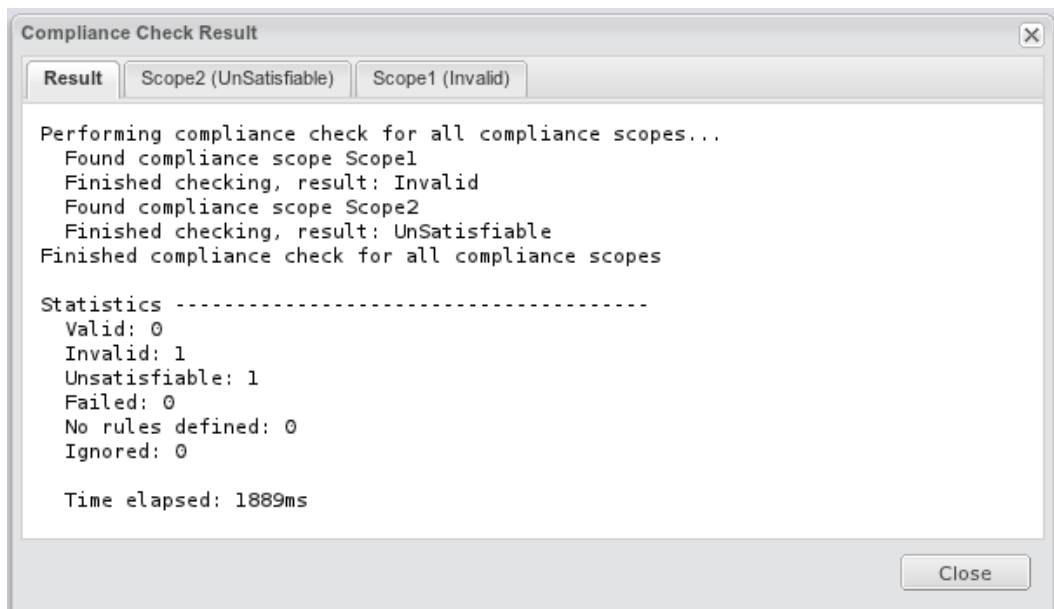 Compliance Check Result
Result
Scope2 (UnSatisfiable)
Scope1 (Invalid)
Performing compliance check for all compliance scopes...
Found compliance scope Scope1
Finished checking, result: Invalid
Found compliance scope Scope2
Finished checking, result: UnSatisfiable
Finished compliance check for all compliance scopes
Statistics ---------------------------------------
Valid: 0
Invalid: 1
Unsatisfiable: 1
Failed: 0
No rules defined: 0
Ignored: 0
Time elapsed: 1889ms
Close